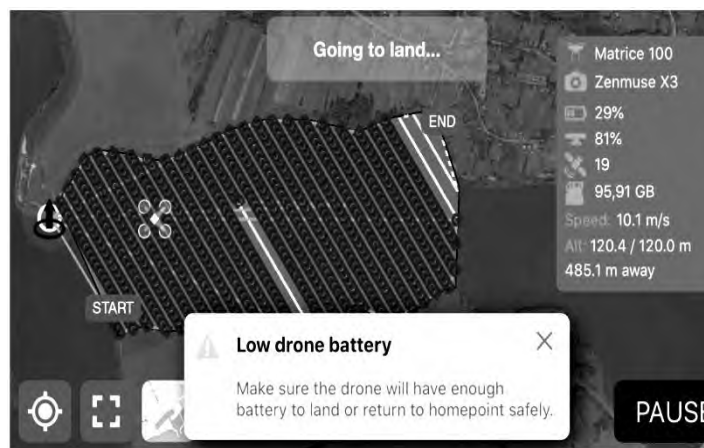 Going to land...
Matrice 100
Zenmuse X3
29%
81%
19
95,91 GB
Speed: 10.1 m/s
Alt: 120.4 / 120.0 m
485.1 m away
END
START
Low drone battery
Make sure the drone will have enough
battery to land or return to homepoint safely.
PAUSE